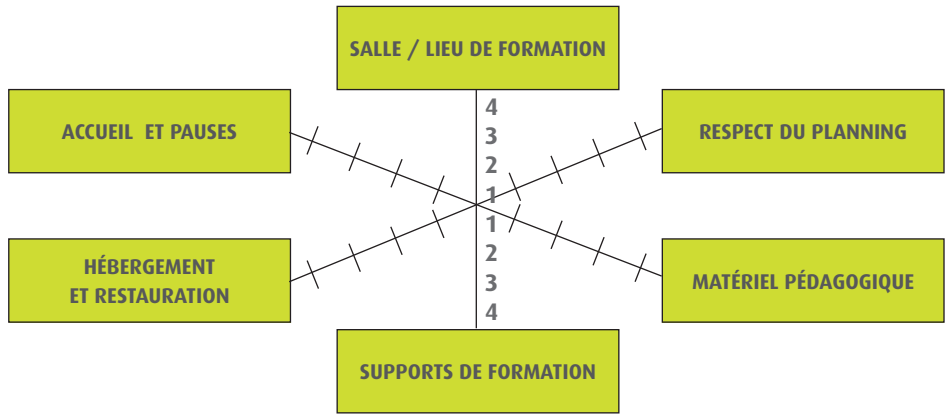 SALLE / LIEU DE FORMATION
ACCUEIL ET PAUSES
RESPECT DU PLANNING
4
3
2
1
1
2
3
4
HÉBERGEMENT
ET RESTAURATION
MATÉRIEL PÉDAGOGIQUE
SUPPORTS DE FORMATION